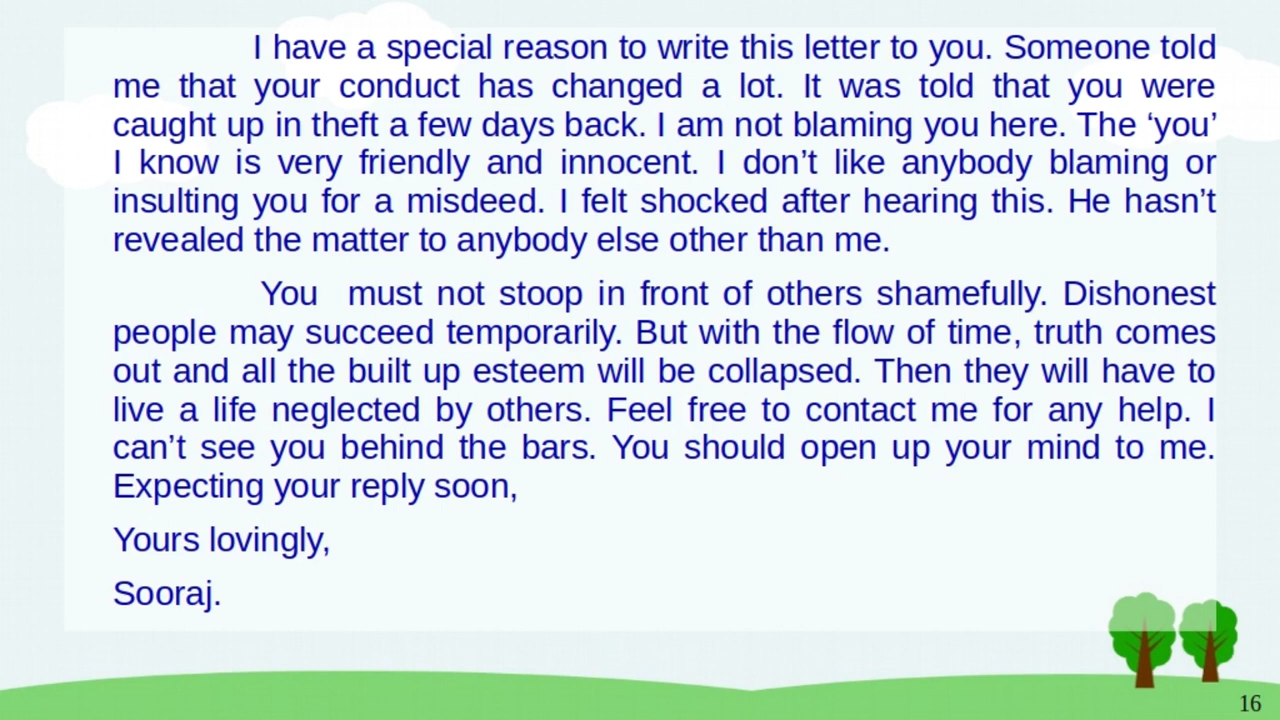 I have a special reason to write this letter to you. Someone told
me that your conduct has changed a lot. It was told that you were
caught up in theft a few days back. I am not blaming you here. The ‘you’
I know is very friendly and innocent. I don’t like anybody blaming or
insulting you for a misdeed. I felt shocked after hearing this. He hasn’t
revealed the matter to anybody else other than me.
You must not stoop in front of others shamefully. Dishonest
people may succeed temporarily. But with the flow of time, truth comes
out and all the built up esteem will be collapsed. Then they will have to
live a life neglected by others. Feel free to contact me for any help. I
can’t see you behind the bars. You should open up your mind to me.
Expecting your reply soon,
Yours lovingly,
Sooraj.
16